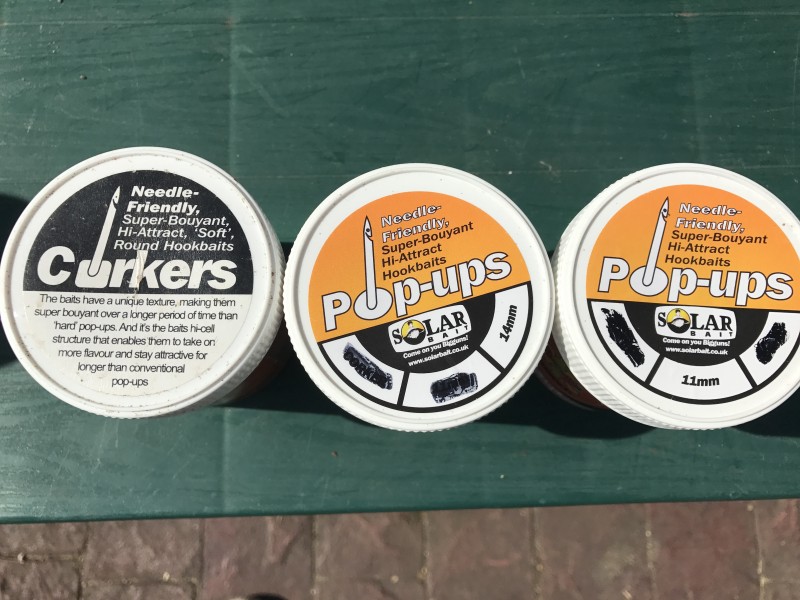 Needle-
Friendly,
Super-Bouyant,
Hi-Attract, 'Soft',
Round Hookbaits
Corkers
The baits have a unique texture, making them
super bouyant over a longer period of time than
'hard' pop-ups. And it's the baits hi-cell
structure that enables them to take on
more flavour and stay attractive for
longer than conventional
pop-ups
Needle-
Friendly,
Super-Bouyant
Hi-Attract
Hookbaits
Pop-ups
SOLAR
BAIT
Come on you Bigguns!
www.solarbait.co.uk
14mm
Needle-
Friendly,
Super-Bouyant
Hi-Attract
Hookbaits
Pop-ups
SOLAR
BAIT
Come on you Bigguns!
www.solarbait.co.uk
11mm